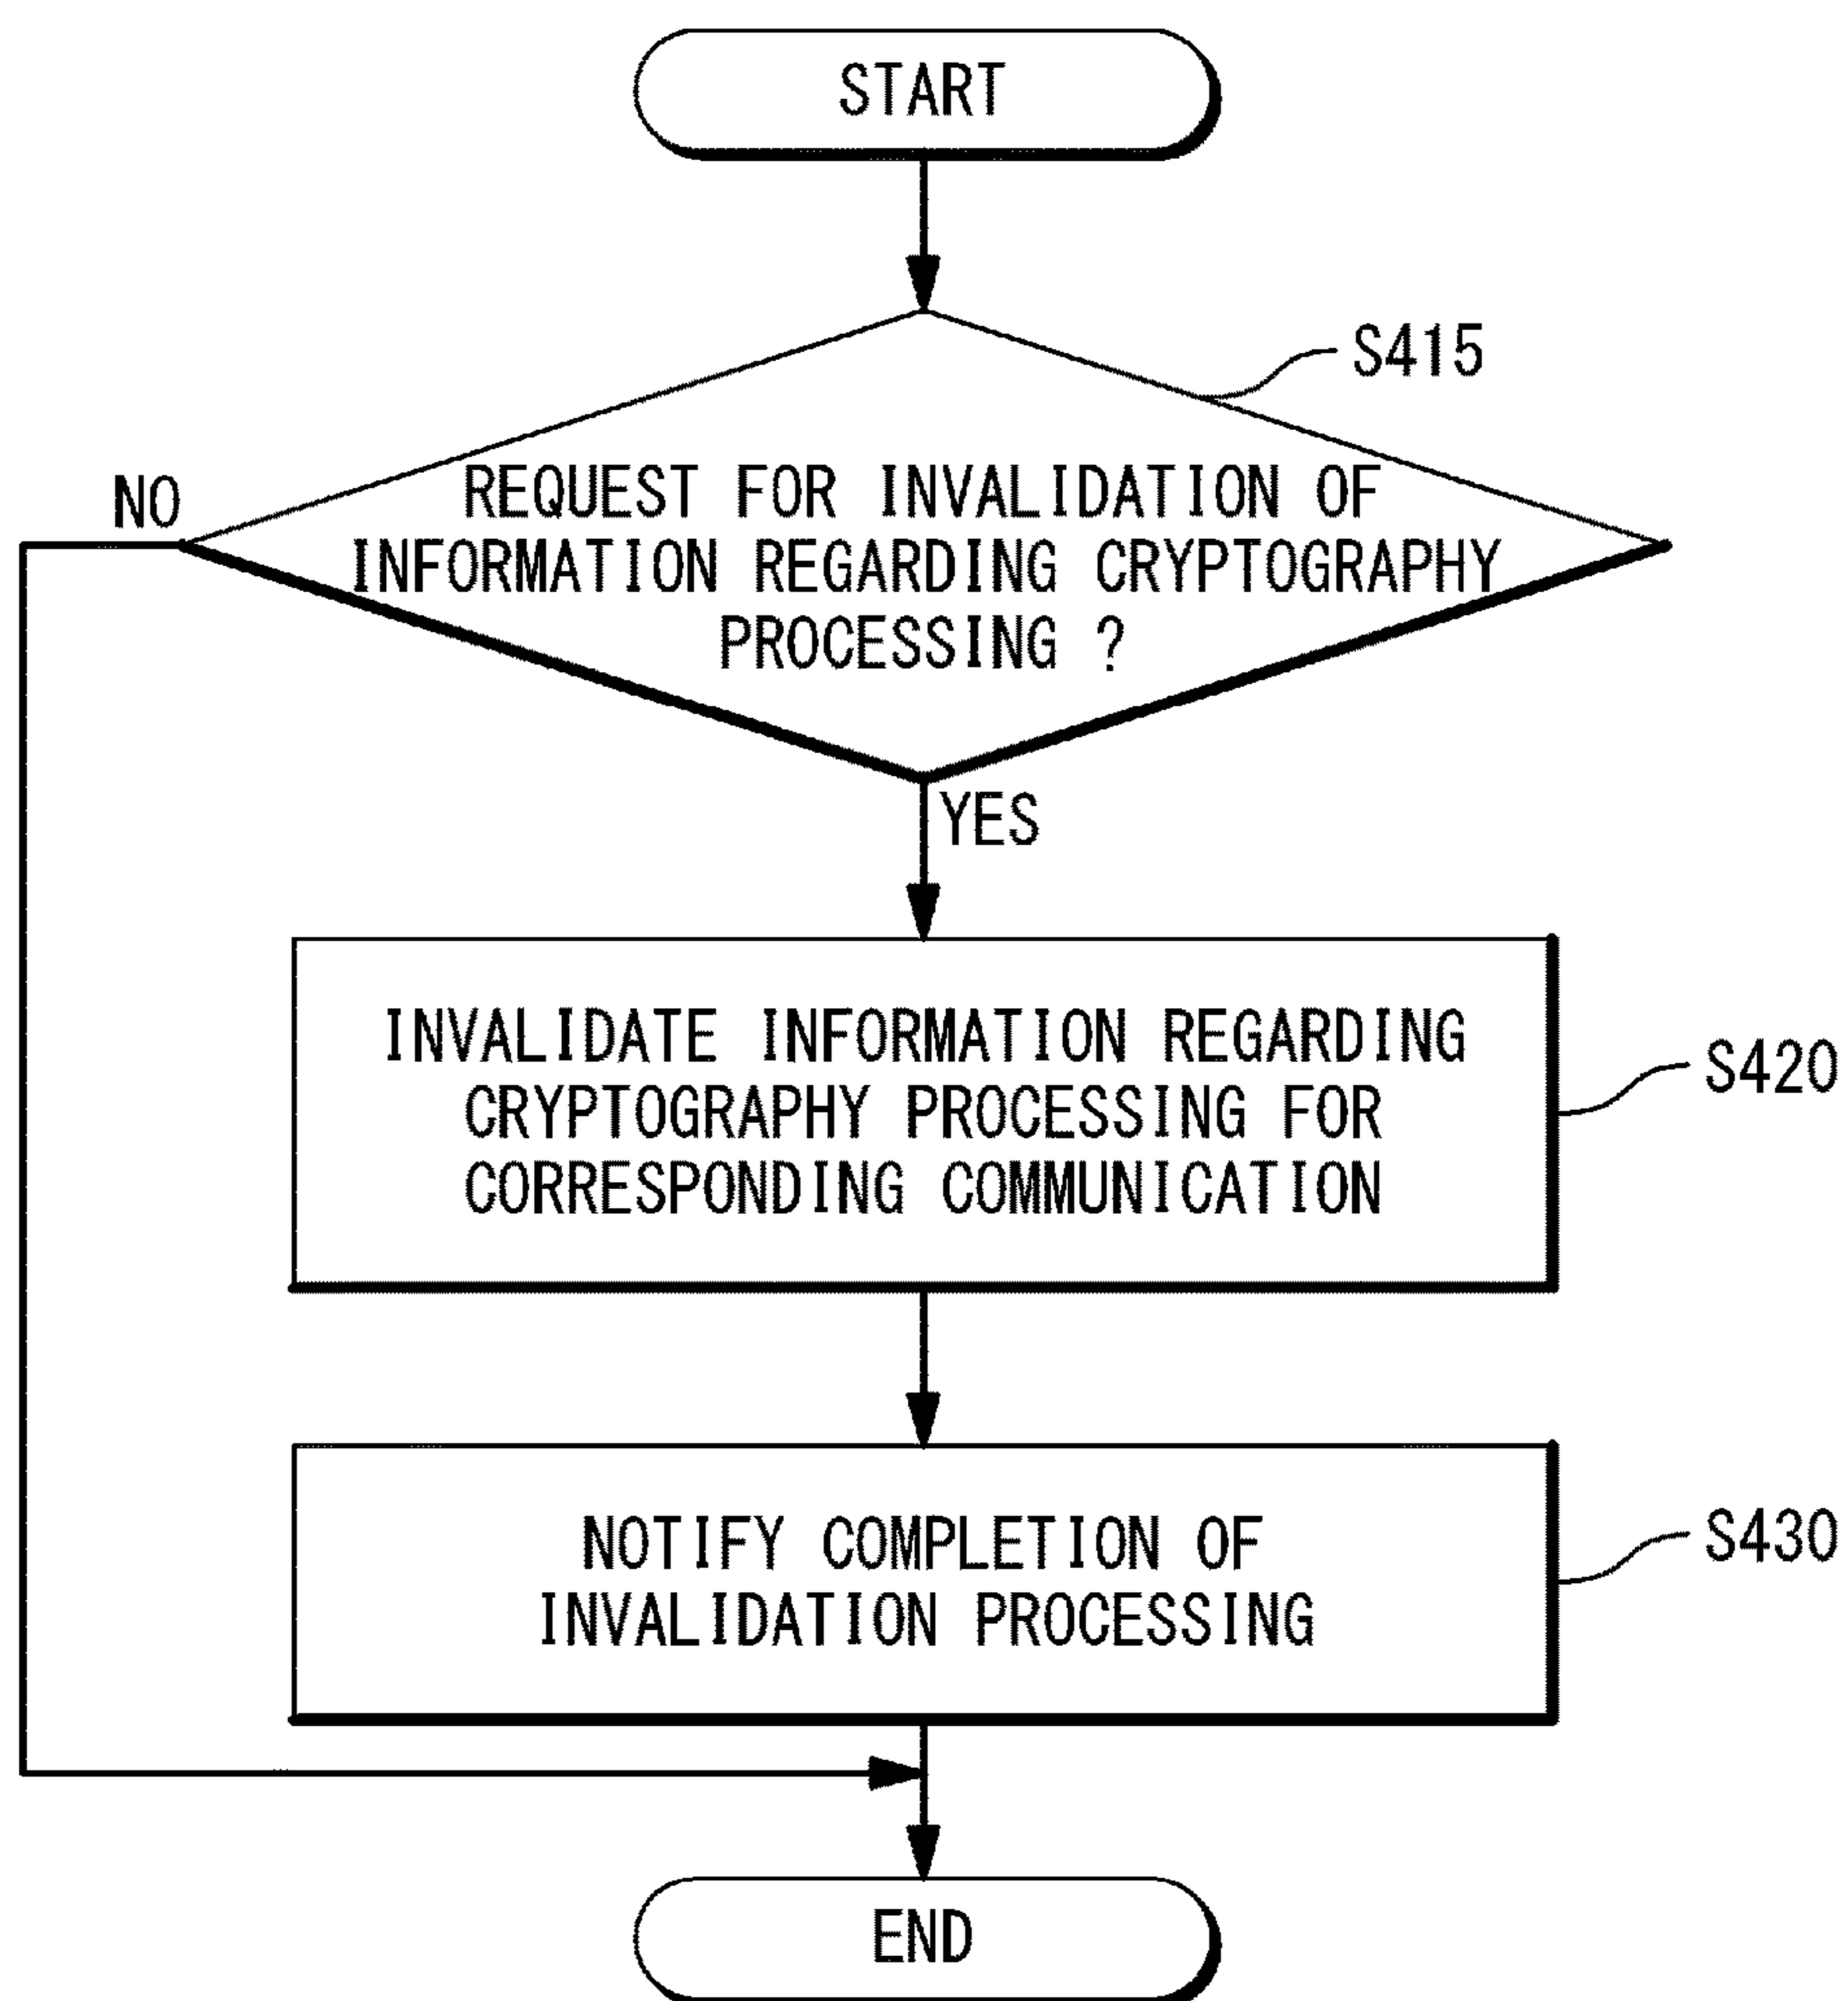 START
S415
NO
REQUEST FOR INVALIDATION OF
INFORMATION REGARDING CRYPTOGRAPHY
PROCESSING ?
YES
INVALIDATE INFORMATION REGARDING
CRYPTOGRAPHY PROCESSING FOR
CORRESPONDING COMMUNICATION
S420
NOTIFY COMPLETION OF
INVALIDATION PROCESSING
S430
END